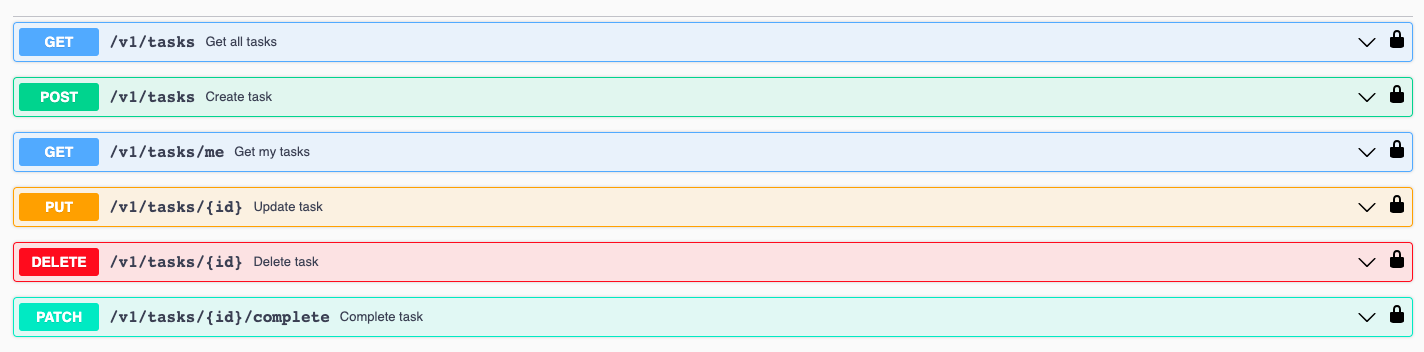 GET /v1/tasks Get all tasks
POST /v1/tasks Create task
GET /v1/tasks/me Get my tasks
PUT /v1/tasks/{id} Update task
DELETE /v1/tasks/{id} Delete task
PATCH /v1/tasks/{id}/complete Complete task